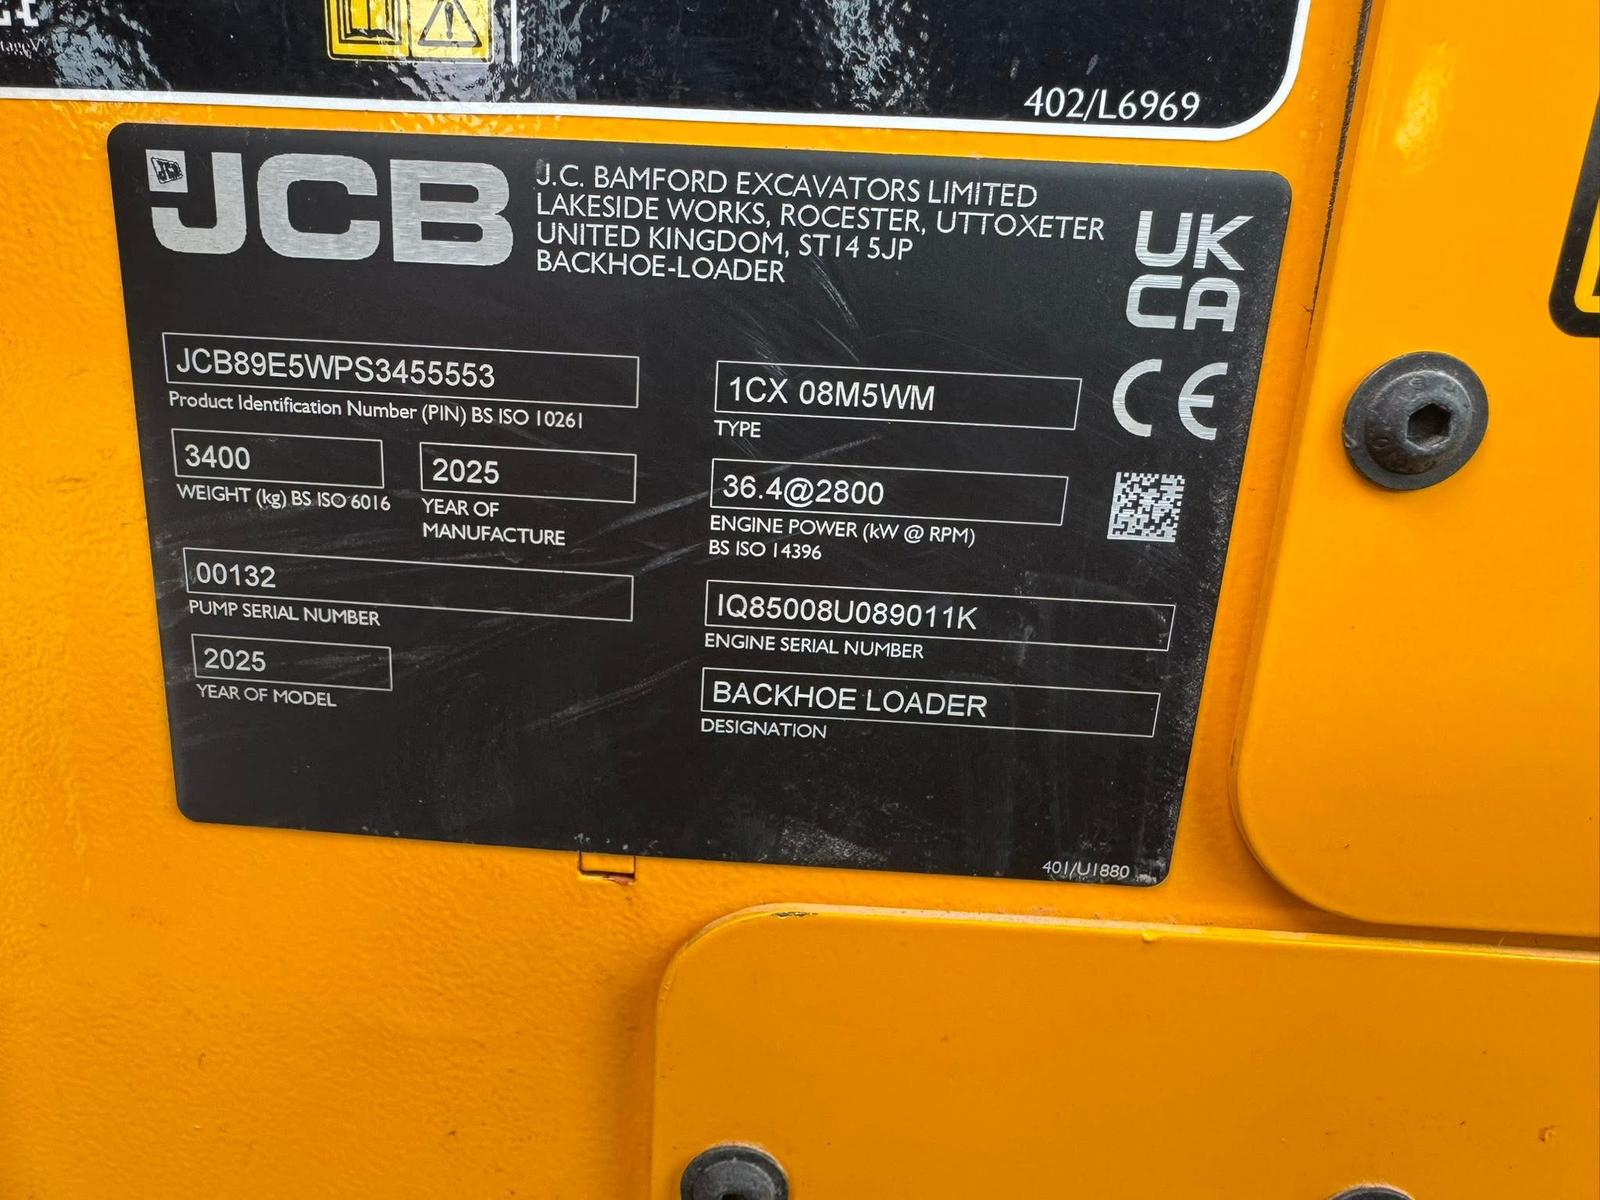 402/L6969
JCB
J.C. BAMFORD EXCAVATORS LIMITED
LAKESIDE WORKS, ROCESTER, UTTOXETER
UNITED KINGDOM, ST14 5JP
BACKHOE-LOADER
UK
CA
CE
JCB89E5WPS3455553
Product Identification Number (PIN) BS ISO 10261
3400
WEIGHT (kg) BS ISO 6016
2025
YEAR OF
MANUFACTURE
00132
PUMP SERIAL NUMBER
2025
YEAR OF MODEL
1CX 08M5WM
TYPE
36.4@2800
ENGINE POWER (kW @ RPM)
BS ISO 14396
IQ85008U089011K
ENGINE SERIAL NUMBER
BACKHOE LOADER
DESIGNATION
401/U1880